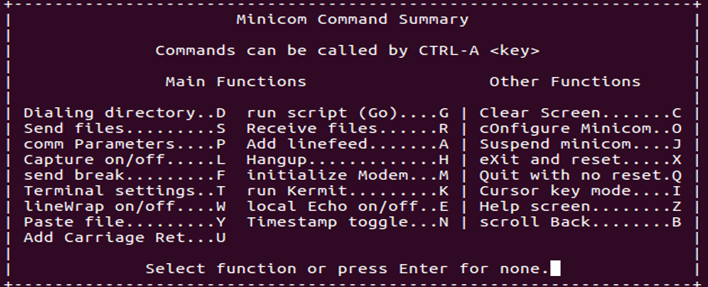 +-----------------------------------------------------------------------+
|                        Minicom Command Summary                        |
|                                                                       |
|              Commands can be called by CTRL-A <key>                   |
|                                                                       |
|               Main Functions                  Other Functions         |
|                                                                       |
| Dialing directory..D  run script (Go)....G | Clear Screen.......C |
| Send files.........S  Receive files......R | cOnfigure Minicom..O |
| comm Parameters....P  Add linefeed.......A | Suspend minicom....J |
| Capture on/off.....L  Hangup.............H | eXit and reset.....X |
| send break.........F  initialize Modem...M | Quit with no reset.Q |
| Terminal settings..T  run Kermit.........K | Cursor key mode....I |
| lineWrap on/off....W  local Echo on/off..E | Help screen........Z |
| Paste file.........Y  Timestamp toggle...N | scroll Back........B |
| Add Carriage Ret...U                                                  |
|                                                                       |
|             Select function or press Enter for none.                  |
+-----------------------------------------------------------------------+